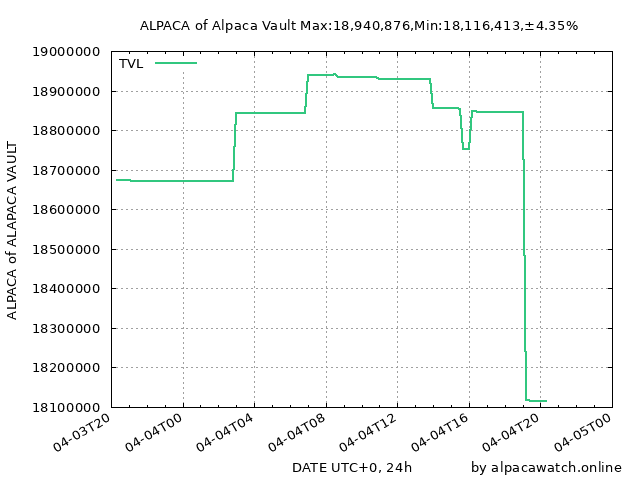 ALPACA of Alpaca Vault Max:18,940,876,Min:18,116,413,±4.35%
TVL
19000000
18900000
18800000
18700000
18600000
18500000
18400000
18300000
18200000
18100000
ALPACA of ALAPACA VAULT
04-03T20
04-04T00
04-04T04
04-04T08
04-04T12
04-04T16
04-04T20
04-05T00
DATE UTC+0, 24h
by alpacawatch.online